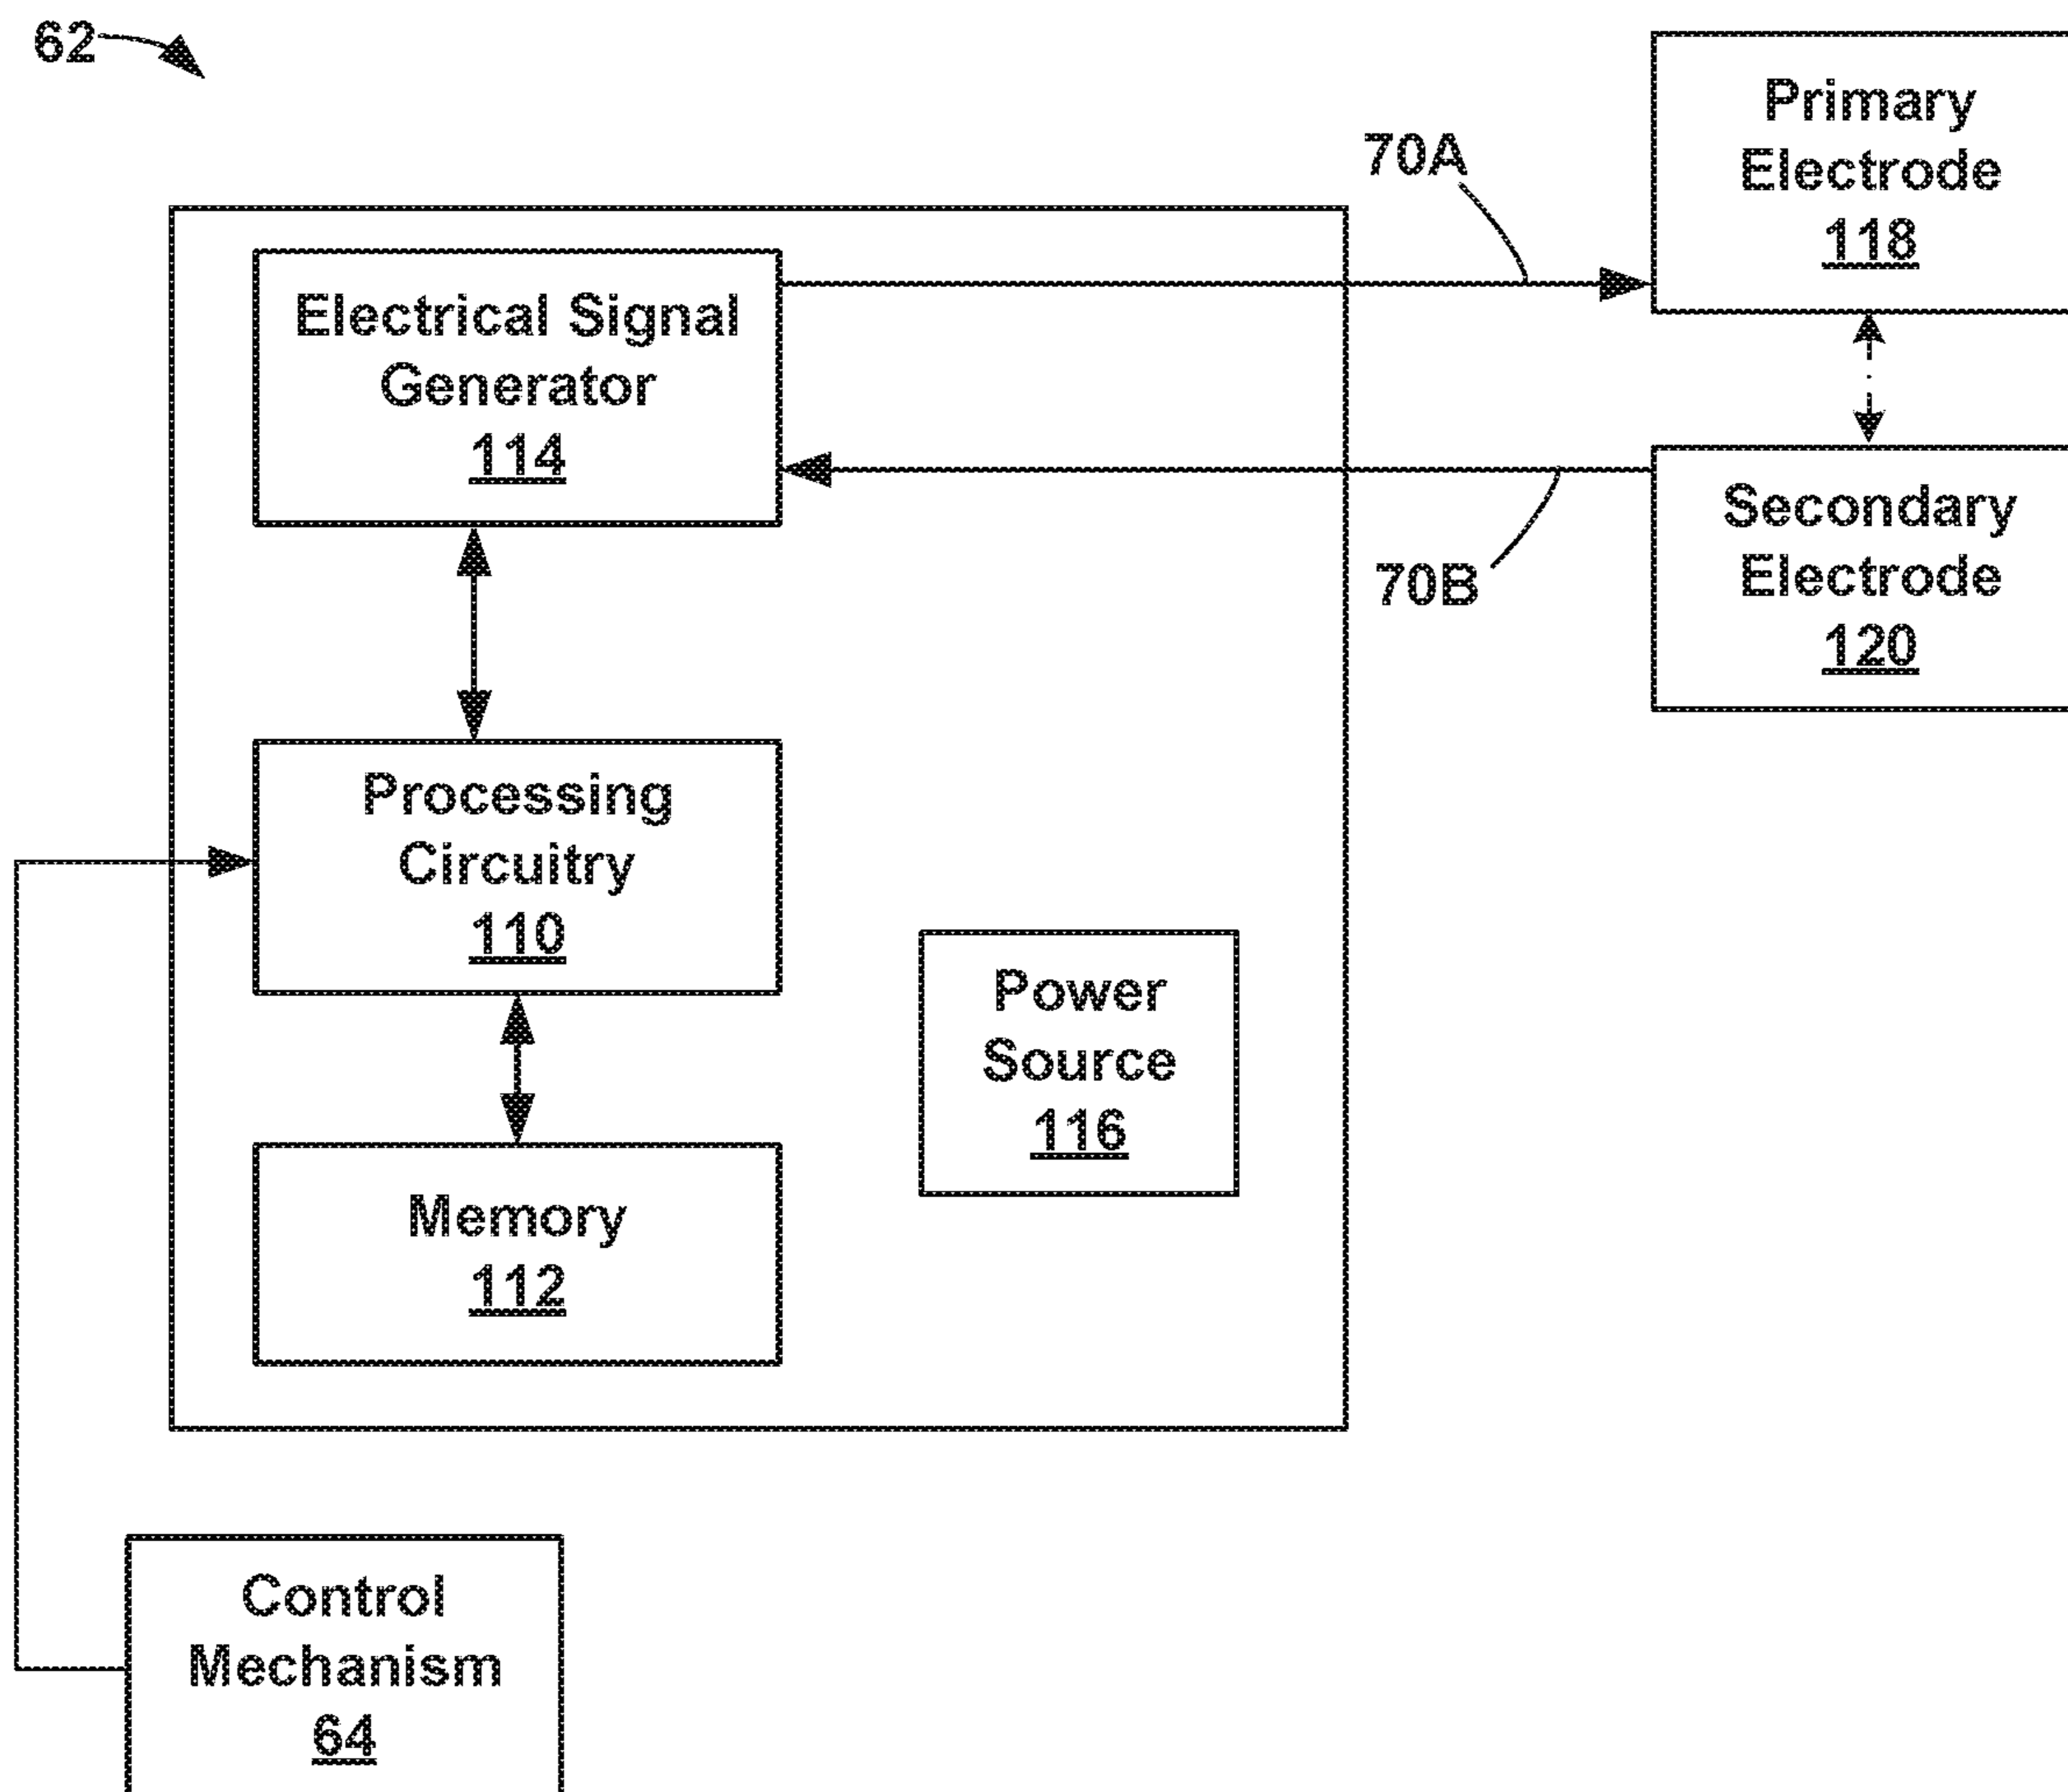 62
Primary
Electrode
118
70A
Electrical Signal
Generator
114
Secondary
Electrode
120
70B
Processing
Circuitry
110
Power
Source
116
Memory
112
Control
Mechanism
64